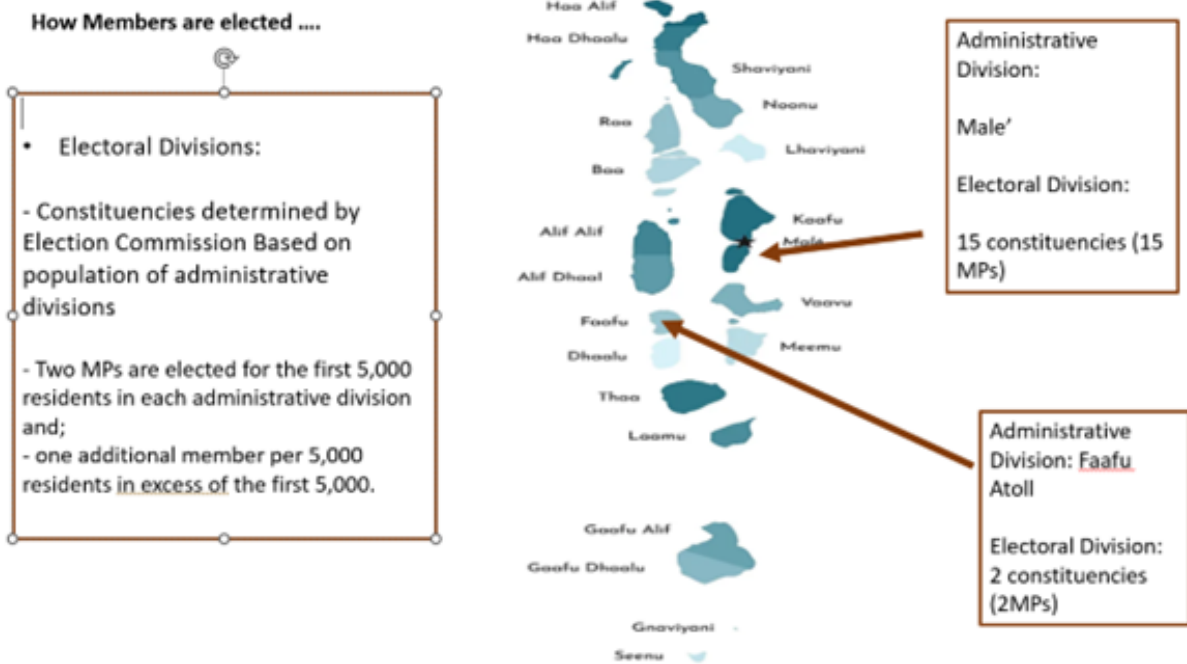 How Members are elected ....
• Electoral Divisions:
- Constituencies determined by
Election Commission Based on
population of administrative
divisions
- Two MPs are elected for the first 5,000
residents in each administrative division
and;
- one additional member per 5,000
residents in excess of the first 5,000.
Haa Alif
Haa Dhaalu
Shaviyani
Noonu
Raa
Lhaviyani
Baa
Kaafu
Alif Alif
Malé
Alif Dhaal
Vaavu
Faafu
Meemu
Dhaalu
Thaa
Laamu
Gaafu Alif
Gaafu Dhaalu
Gnaviyani
Seenu
Administrative
Division:
Male'
Electoral Division:
15 constituencies (15
MPs)
Administrative
Division: Faafu
Atoll
Electoral Division:
2 constituencies
(2MPs)